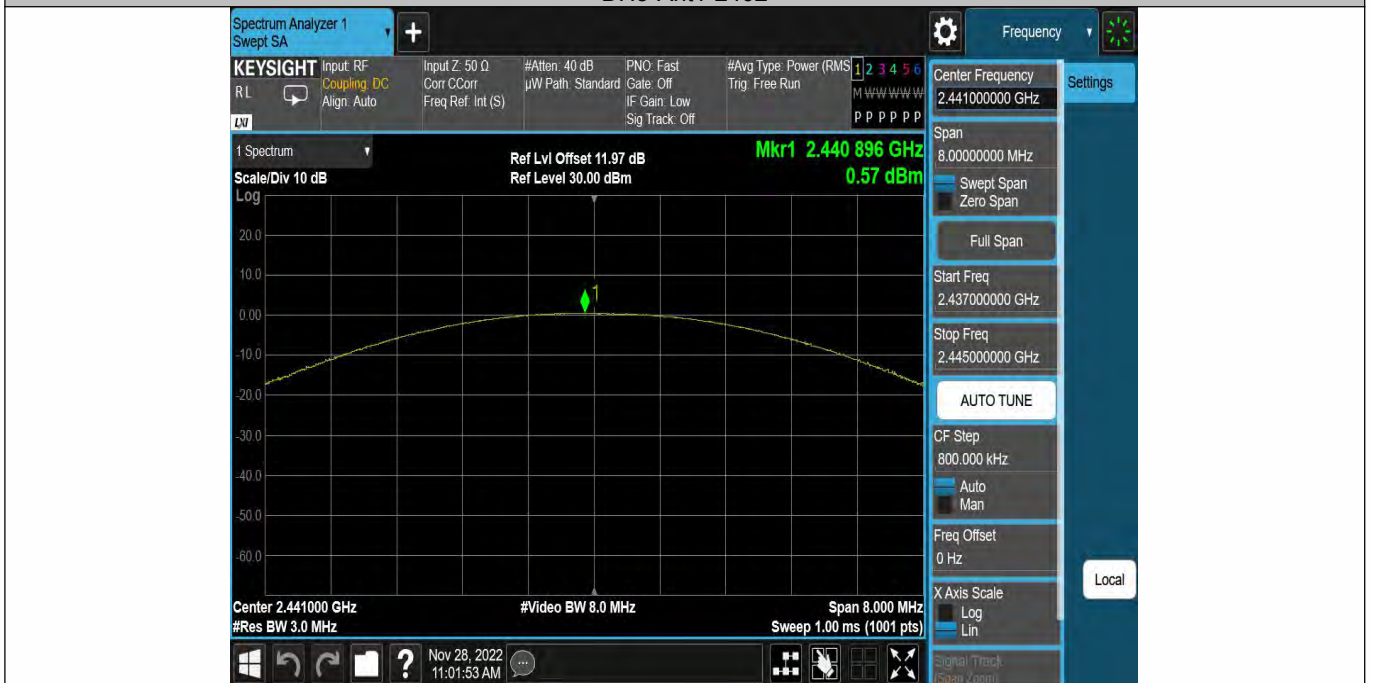 Spectrum Analyzer 1
Swept SA
+
Frequency
KEYSIGHT
RL
LXI
Input: RF
Coupling: DC
Align: Auto
Input Z: 50 Ω
Corr CCorr
Freq Ref: Int (S)
#Atten: 40 dB
µW Path: Standard
PNO: Fast
Gate: Off
IF Gain: Low
Sig Track: Off
#Avg Type: Power (RMS
Trig: Free Run
1 2 3 4 5 6
M W W W W W
P P P P P P
Center Frequency
2.441000000 GHz
Settings
Span
8.00000000 MHz
Swept Span
Zero Span
Full Span
Start Freq
2.437000000 GHz
Stop Freq
2.445000000 GHz
AUTO TUNE
CF Step
800.000 kHz
Auto
Man
Freq Offset
0 Hz
X Axis Scale
Log
Lin
Signal Track
(Span Zoom)
Local
1 Spectrum
Scale/Div 10 dB
Ref Lvl Offset 11.97 dB
Ref Level 30.00 dBm
Mkr1 2.440 896 GHz
0.57 dBm
Log
20.0
10.0
0.00
-10.0
-20.0
-30.0
-40.0
-50.0
-60.0
1
Center 2.441000 GHz
#Res BW 3.0 MHz
#Video BW 8.0 MHz
Span 8.000 MHz
Sweep 1.00 ms (1001 pts)
?
Nov 28, 2022
11:01:53 AM